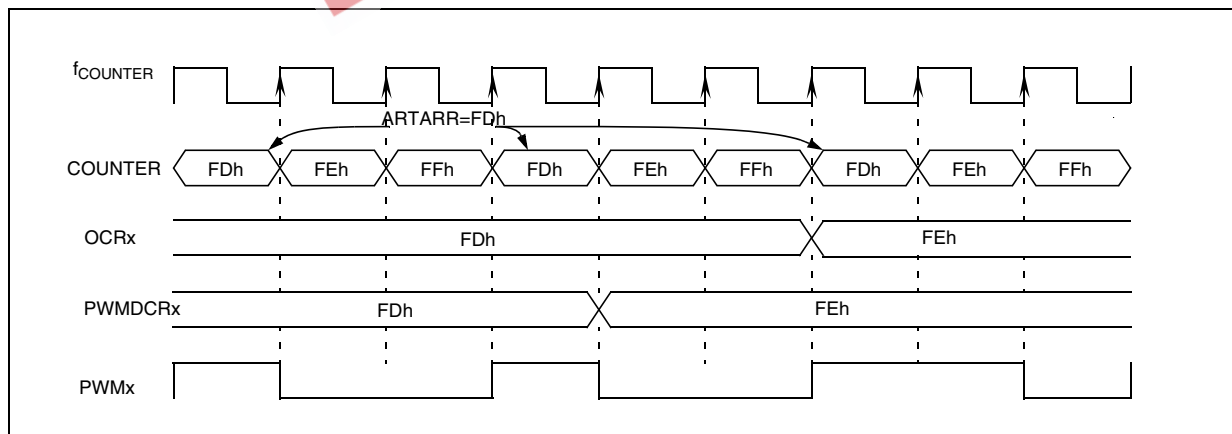 fCOUNTER
ARTARR=FDh
COUNTER FDh FEh FFh FDh FEh FFh FDh FEh FFh
OCRx FDh FEh
PWMDCRx FDh FEh
PWMx